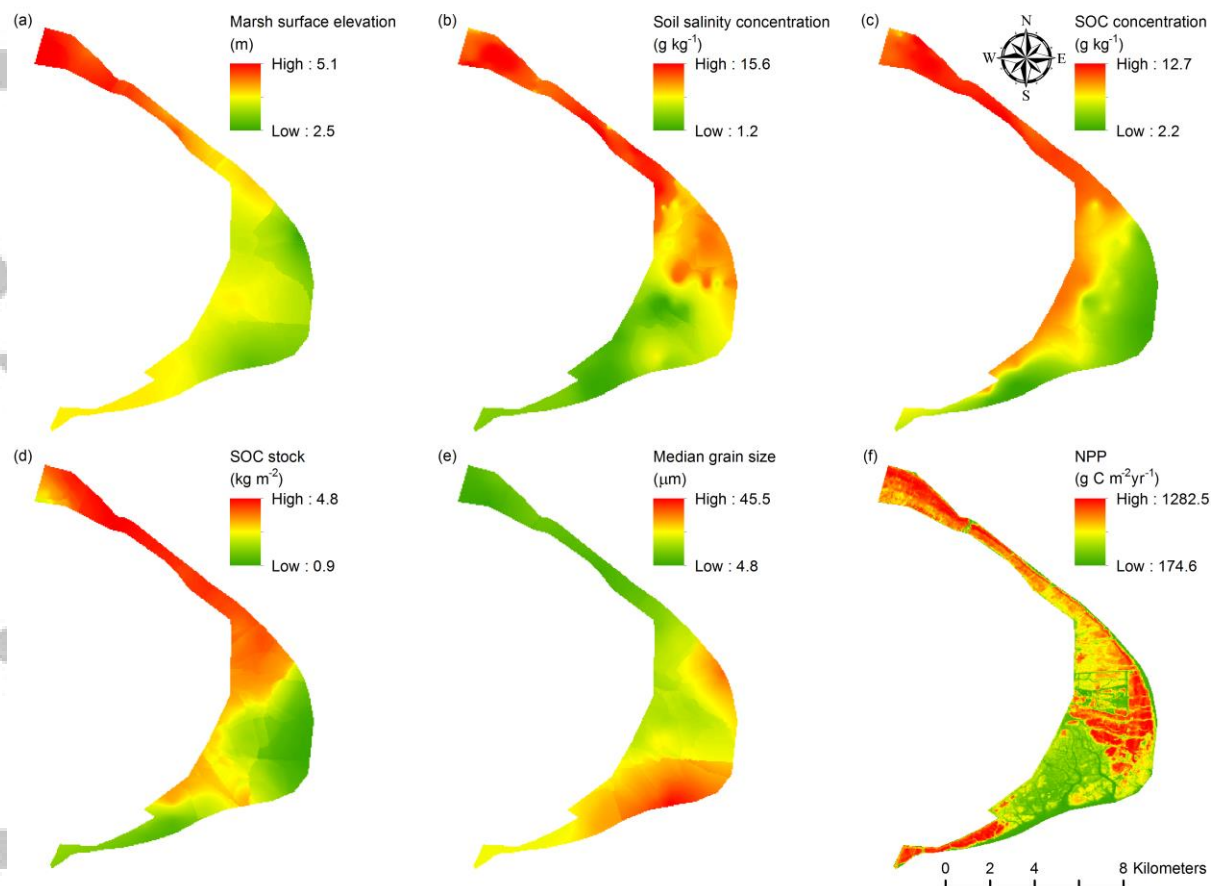 (a) Marsh surface elevation
(m)
High : 5.1
Low : 2.5
(b) Soil salinity concentration
(g kg⁻¹)
High : 15.6
Low : 1.2
(c) SOC concentration
(g kg⁻¹)
High : 12.7
Low : 2.2
N
W E
S
(d) SOC stock
(kg m⁻²)
High : 4.8
Low : 0.9
(e) Median grain size
(μm)
High : 45.5
Low : 4.8
(f) NPP
(g C m⁻²yr⁻¹)
High : 1282.5
Low : 174.6
0 2 4 8 Kilometers